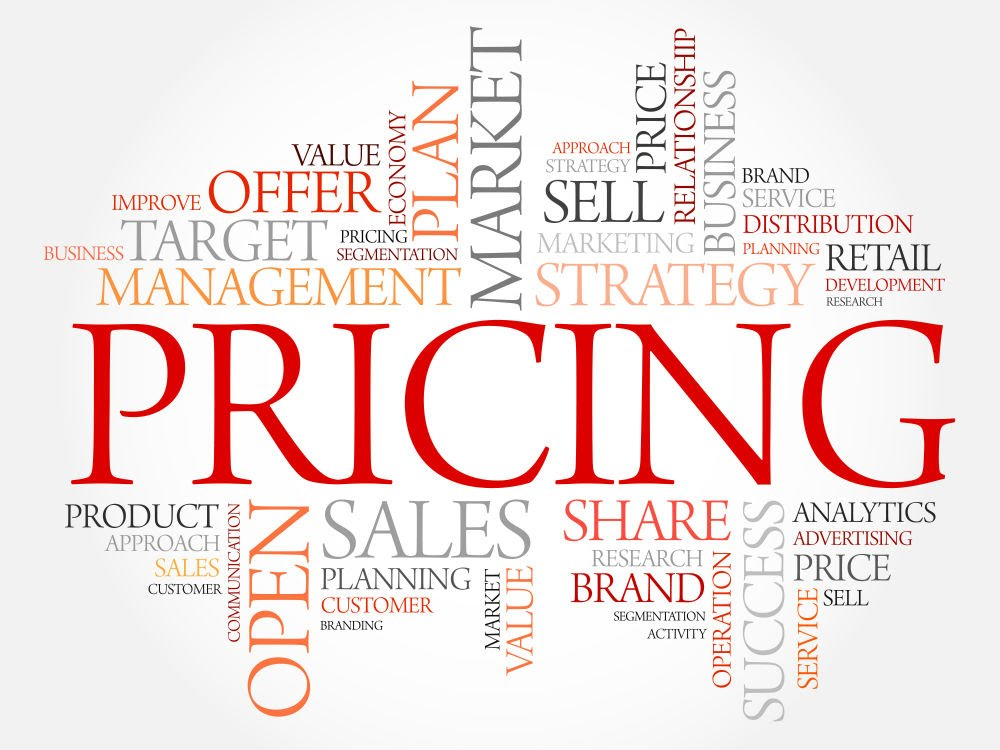 MARKET
PRICE
RELATIONSHIP
BUSINESS
PLAN
ECONOMY
VALUE
APPROACH
STRATEGY
IMPROVE
OFFER
SELL
BRAND
SERVICE
TARGET
PRICING
MARKETING
DISTRIBUTION
BUSINESS
SEGMENTATION
PLANNING
RETAIL
MANAGEMENT
STRATEGY
DEVELOPMENT
RESEARCH
PRICING
PRODUCT
COMMUNICATION
OPEN
SALES
SHARE
SUCCESS
ANALYTICS
APPROACH
RESEARCH
ADVERTISING
SALES
PLANNING
MARKET
VALUE
BRAND
OPERATION
PRICE
CUSTOMER
CUSTOMER
SERVICE
SELL
BRANDING
SEGMENTATION
ACTIVITY